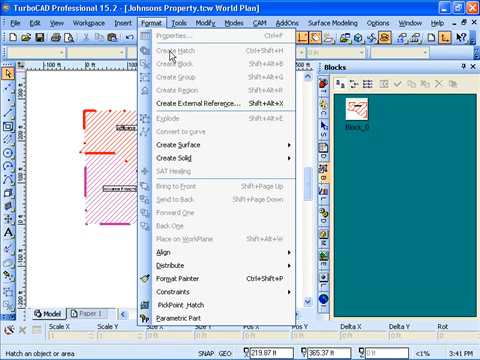 TurboCAD Professional 15.2 - [Johnsons Property.tcw World Plan]
File Edit View Insert Workspace Format Tools Modify Modes CAM AddOns Surface Modeling Options Window
Properties... Ctrl+F
Create Hatch Ctrl+Shift+H
Create Block Shift+Alt+B
Create Group Shift+Alt+G
Create Region Shift+Alt+R
Create External Reference... Shift+Alt+X
Explode Shift+Alt+E
Convert to curve
Create Surface
Create Solid
SAT Healing
Bring to Front Shift+Page Up
Send to Back Shift+Page Down
Forward One
Back One
Place on WorkPlane Shift+Alt+W
Align
Distribute
Format Painter Ctrl+Shift+P
Constraints
PickPoint_Hatch
Parametric Part
-100 ft
500 ft
Blocks
Block_0
Model Paper 1
Scale X Scale Y Scale Z Delta X Delta Y Delta Z Rot
Hatch an object or area SNAP GEO: 219.87 ft 365.37 ft <1% 3:41 PM